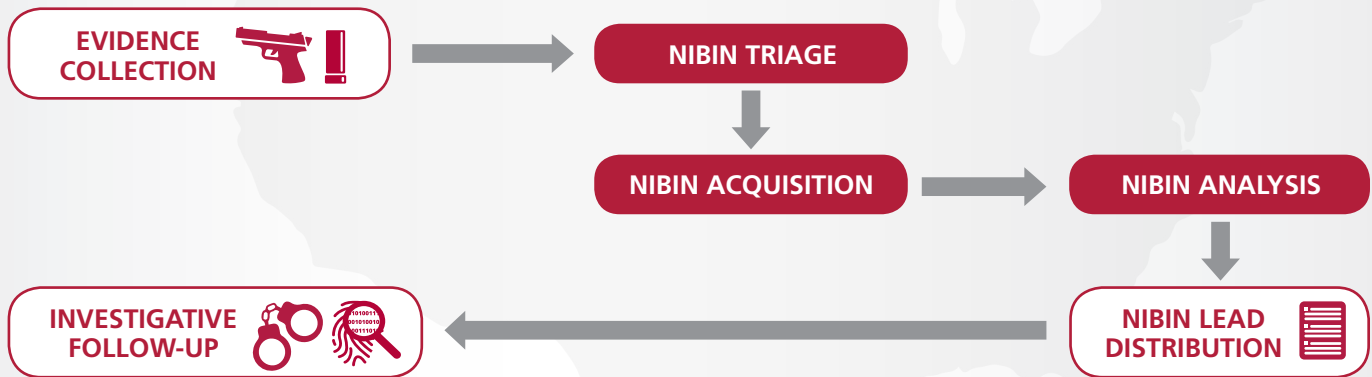 EVIDENCE
COLLECTION
NIBIN TRIAGE
NIBIN ACQUISITION
NIBIN ANALYSIS
NIBIN LEAD
DISTRIBUTION
INVESTIGATIVE
FOLLOW-UP